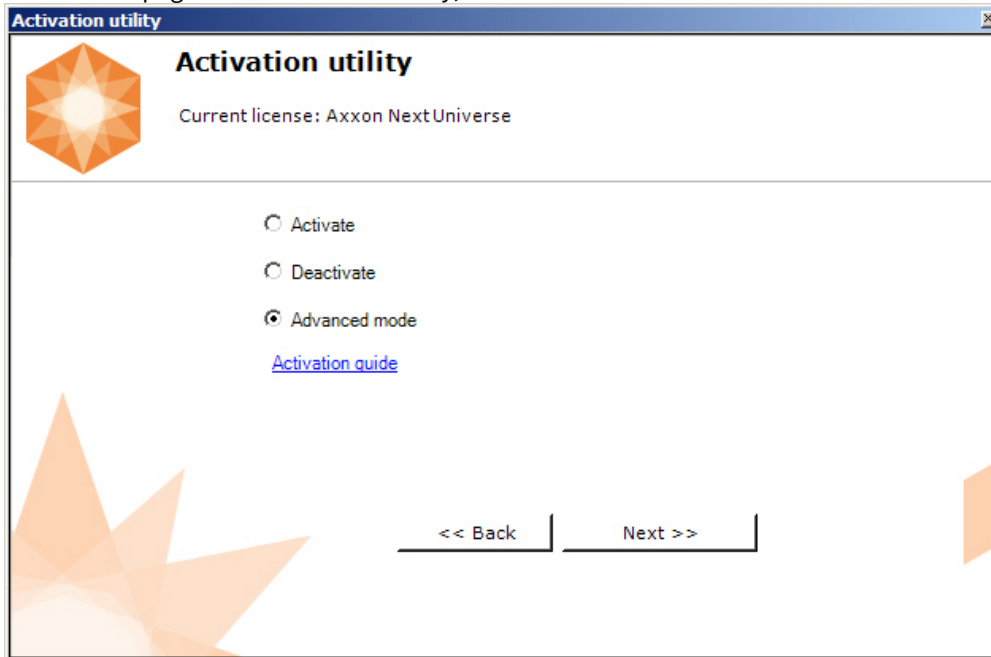 Activation utility
Activation utility
Current license: Axxon Next Universe
Activate
Deactivate
Advanced mode
Activation guide
<< Back
Next >>